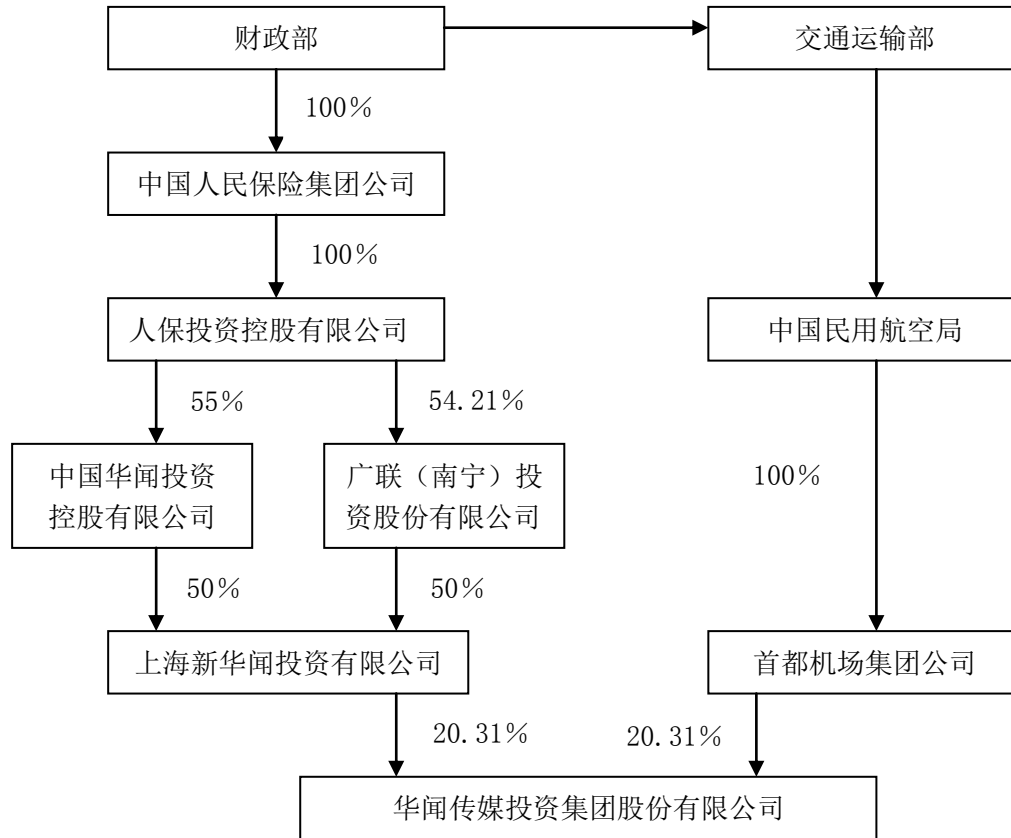 财政部
交通运输部
100%
中国人民保险集团公司
100%
人保投资控股有限公司
中国民用航空局
55%
54.21%
中国华闻投资
控股有限公司
广联（南宁）投
资股份有限公司
100%
50%
50%
上海新华闻投资有限公司
首都机场集团公司
20.31%
20.31%
华闻传媒投资集团股份有限公司